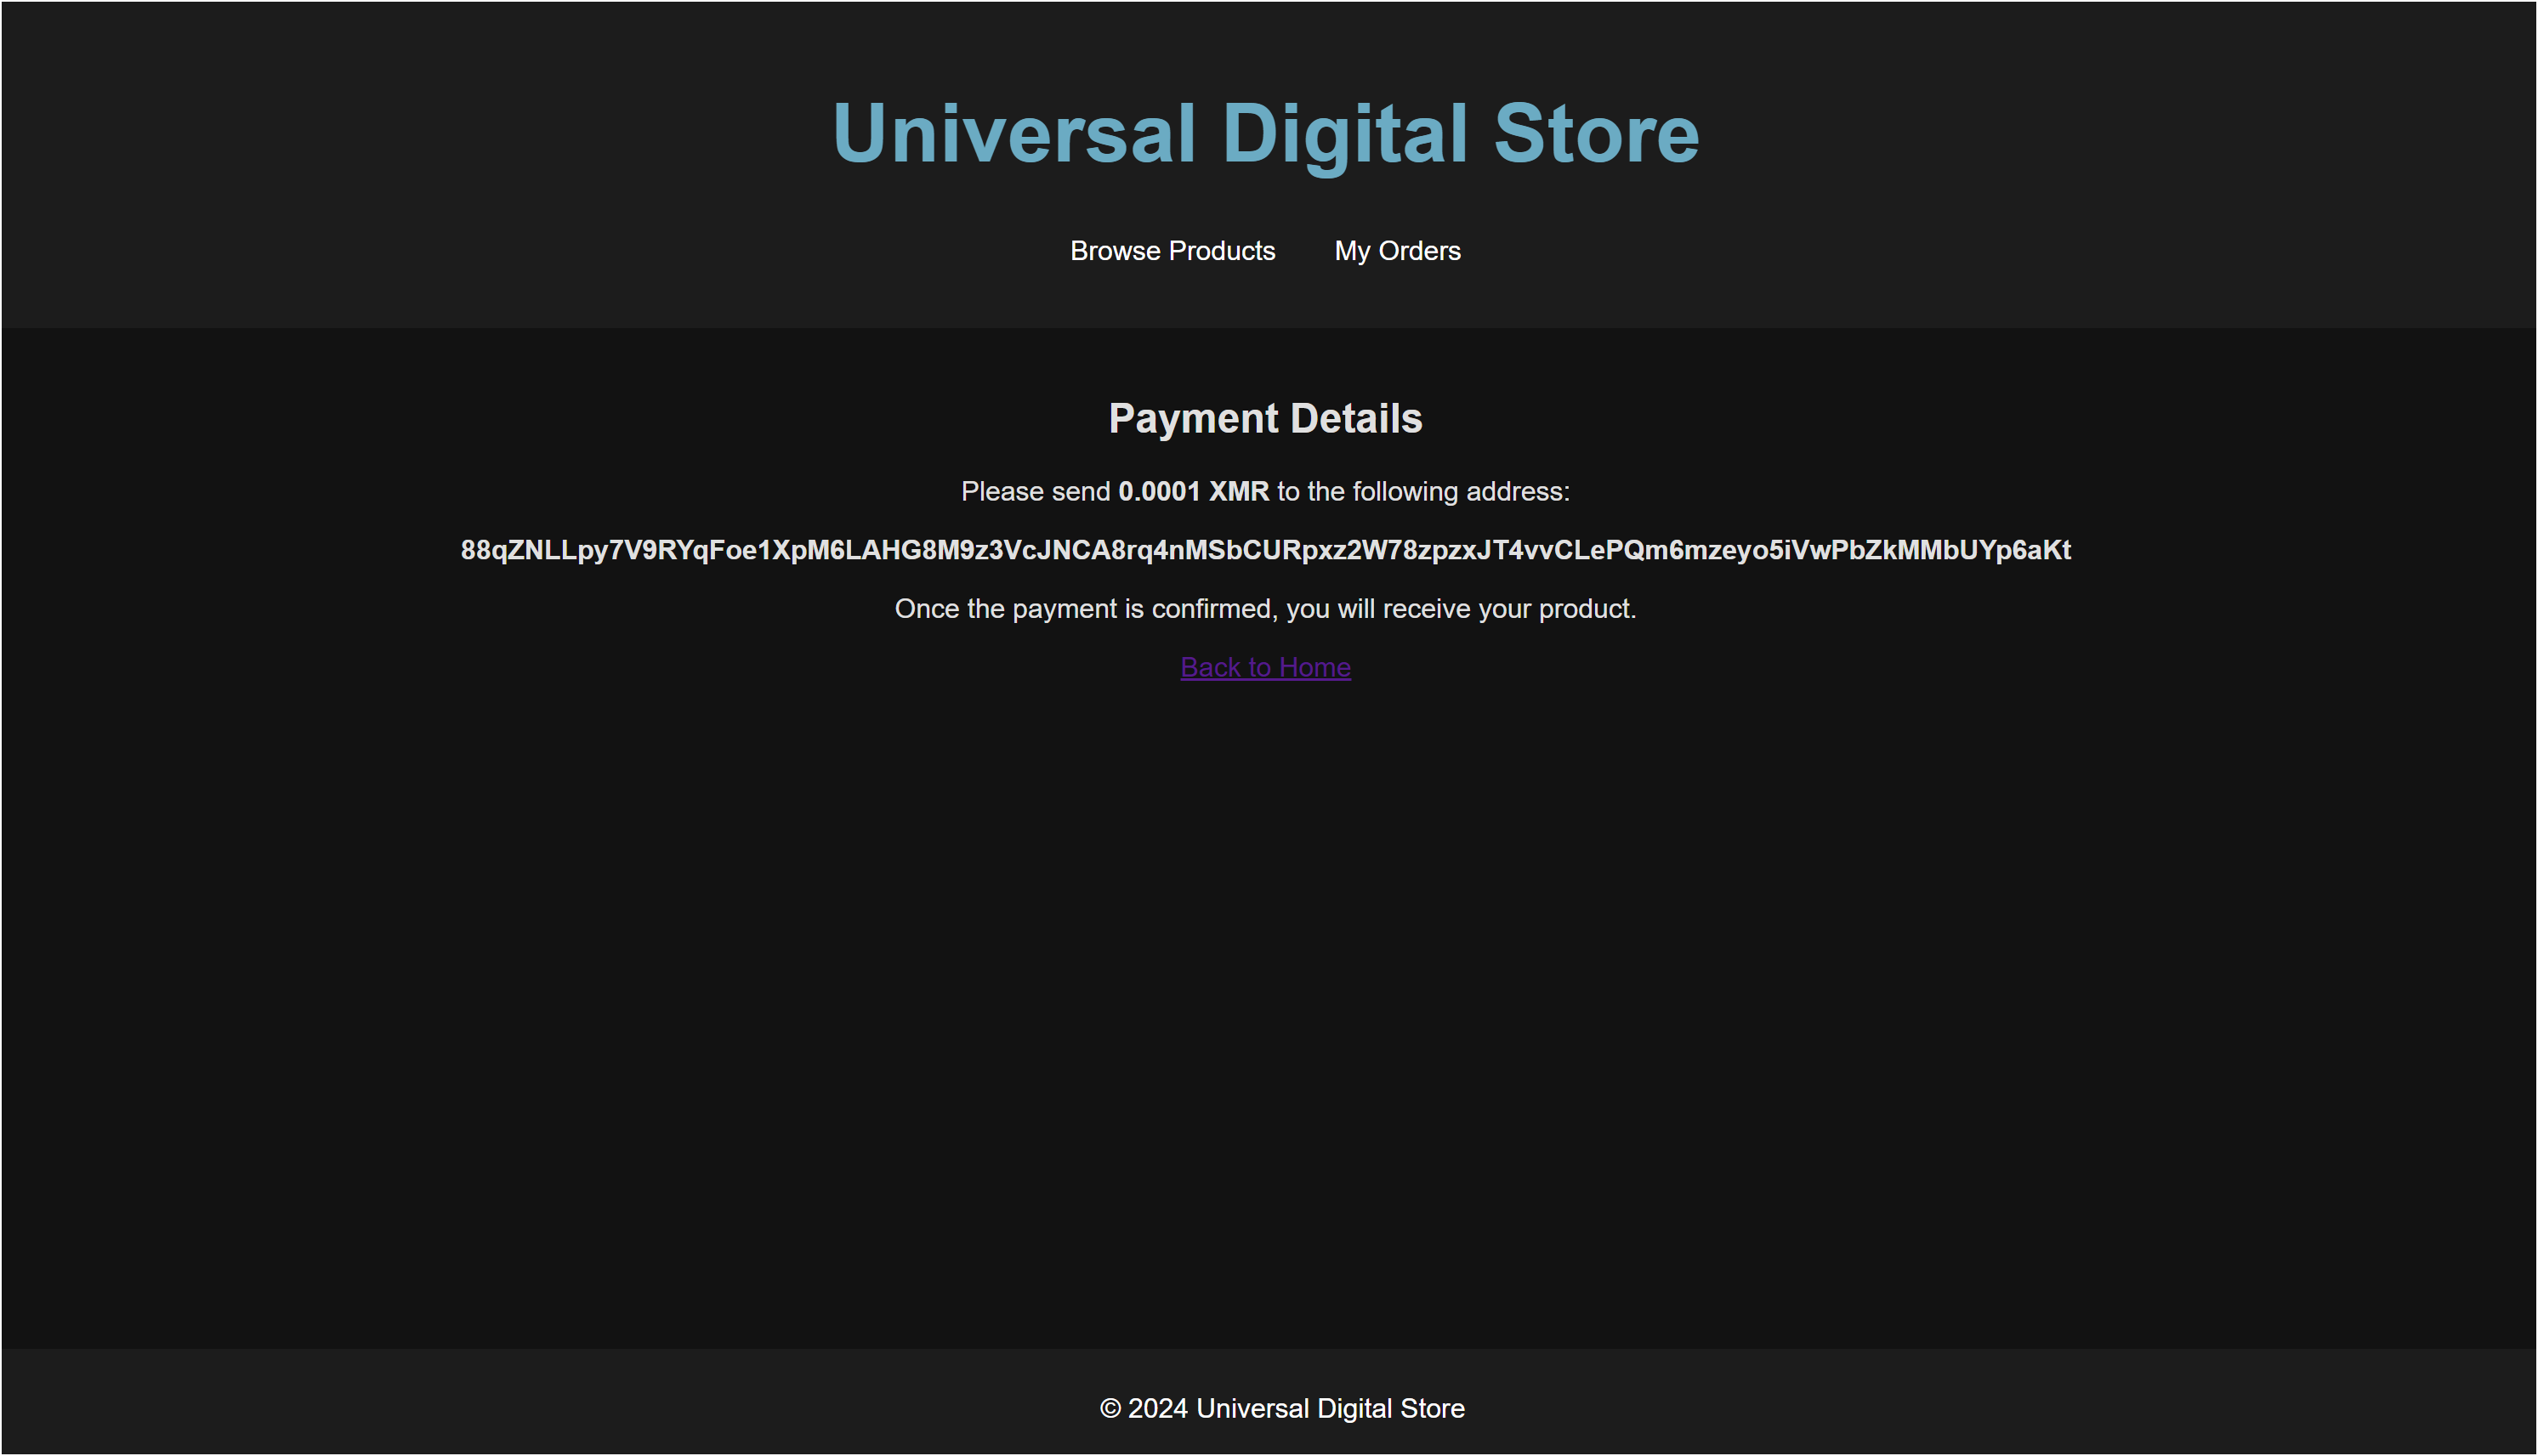 Universal Digital Store
Browse Products My Orders
Payment Details
Please send 0.0001 XMR to the following address:
88qZNLLpy7V9RYqFoe1XpM6LAHG8M9z3VcJNCA8rq4nMSbCURpxz2W78zpzxJT4vvCLePQm6mzeyo5iVwPbZkMMbUYp6aKt
Once the payment is confirmed, you will receive your product.
Back to Home
© 2024 Universal Digital Store